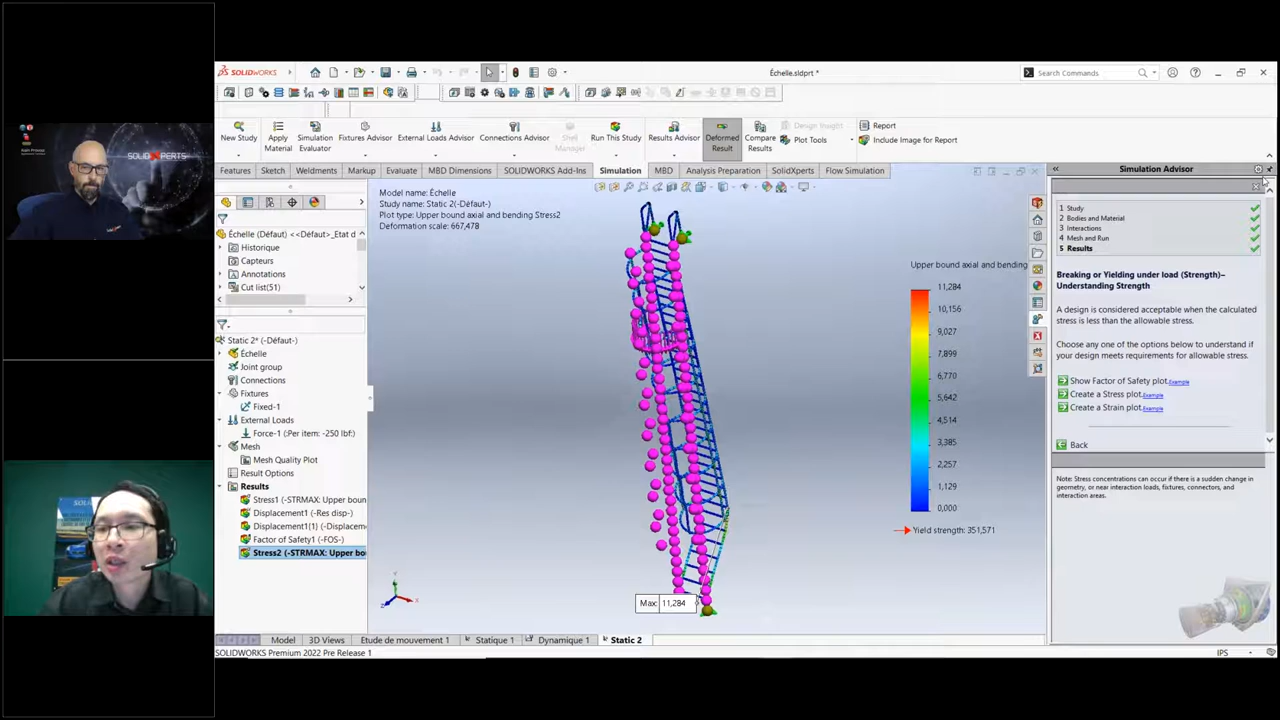 SOLIDXPERTS
SOLIDWORKS
Échelle.sldprt *
Search Commands
New Study
Apply Material
Simulation Evaluator
Fixtures Advisor
External Loads Advisor
Connections Advisor
Shell Manager
Run This Study
Results Advisor
Deformed Result
Compare Results
Design Insight
Plot Tools
Report
Include Image for Report
Features
Sketch
Weldments
Markup
Evaluate
MBD Dimensions
SOLIDWORKS Add-Ins
Simulation
MBD
SolidXperts
Flow Simulation
Échelle (Défaut) <<Défaut>_Etat d
Historique
Capteurs
Annotations
Cut list(51)
Static 2* (-Défaut-)
Échelle
Joint group
Connections
Fixtures
Fixed-1
External Loads
Force-1 (:Per item: -250 lbf:)
Mesh
Mesh Quality Plot
Result Options
Results
Stress1 (-STRMAX: Upper boun
Displacement1 (-Res disp-)
Displacement1(1) (-Displacem
Factor of Safety1 (-FOS-)
Stress2 (-STRMAX: Upper bo
Model name: Échelle
Study name: Static 2(-Défaut-)
Plot type: Upper bound axial and bending Stress2
Deformation scale: 667,478
Upper bound axial and bending
11,284
10,156
9,027
7,899
6,770
5,642
4,514
3,385
2,257
1,129
0,000
Yield strength: 351,571
Max: 11,284
Simulation Advisor
1 Study
2 Bodies and Material
3 Interactions
4 Mesh and Run
5 Results
Breaking or Yielding under load (Strength)–
Understanding Strength
A design is considered acceptable when the calculated
stress is less than the allowable stress.
Choose any one of the options below to understand if
your design meets requirements for allowable stress.
Show Factor of Safety plot. Example
Create a Stress plot. Example
Create a Strain plot. Example
Back
Note: Stress concentrations can occur if there is a sudden change in
geometry, or near interaction loads, fixtures, connectors, and
interaction areas.
Model
3D Views
Etude de mouvement 1
Statique 1
Dynamique 1
Static 2
SOLIDWORKS Premium 2022 Pre Release 1
IPS